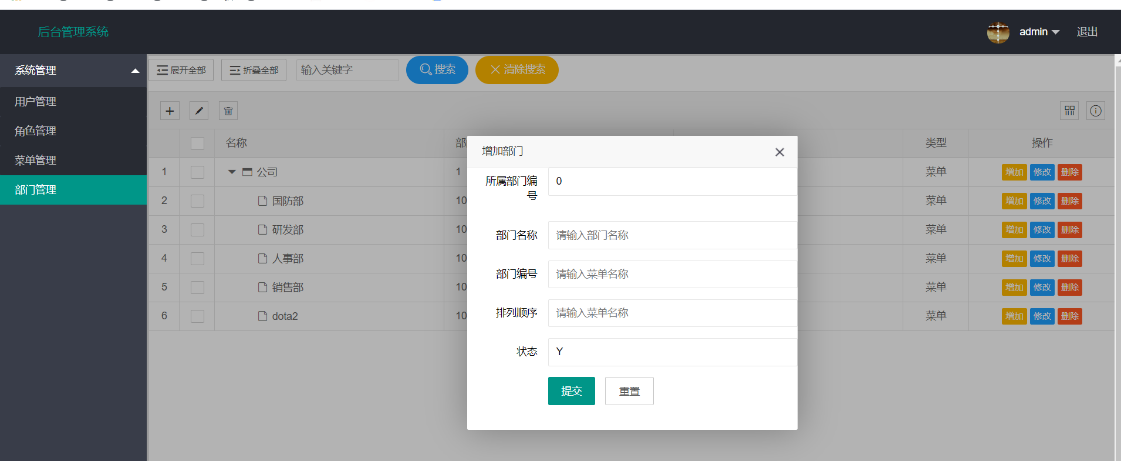 后台管理系统
admin 退出
系统管理
用户管理
角色管理
菜单管理
部门管理
展开全部 折叠全部 输入关键字 搜索 清除搜索
名称 部 类型 操作
1 公司 1 菜单 增加 修改 删除
2 国防部 10 菜单 增加 修改 删除
3 研发部 10 菜单 增加 修改 删除
4 人事部 10 菜单 增加 修改 删除
5 销售部 10 菜单 增加 修改 删除
6 dota2 10 菜单 增加 修改 删除
增加部门
所属部门编
号
0
部门名称 请输入部门名称
部门编号 请输入菜单名称
排列顺序 请输入菜单名称
状态 Y
提交 重置